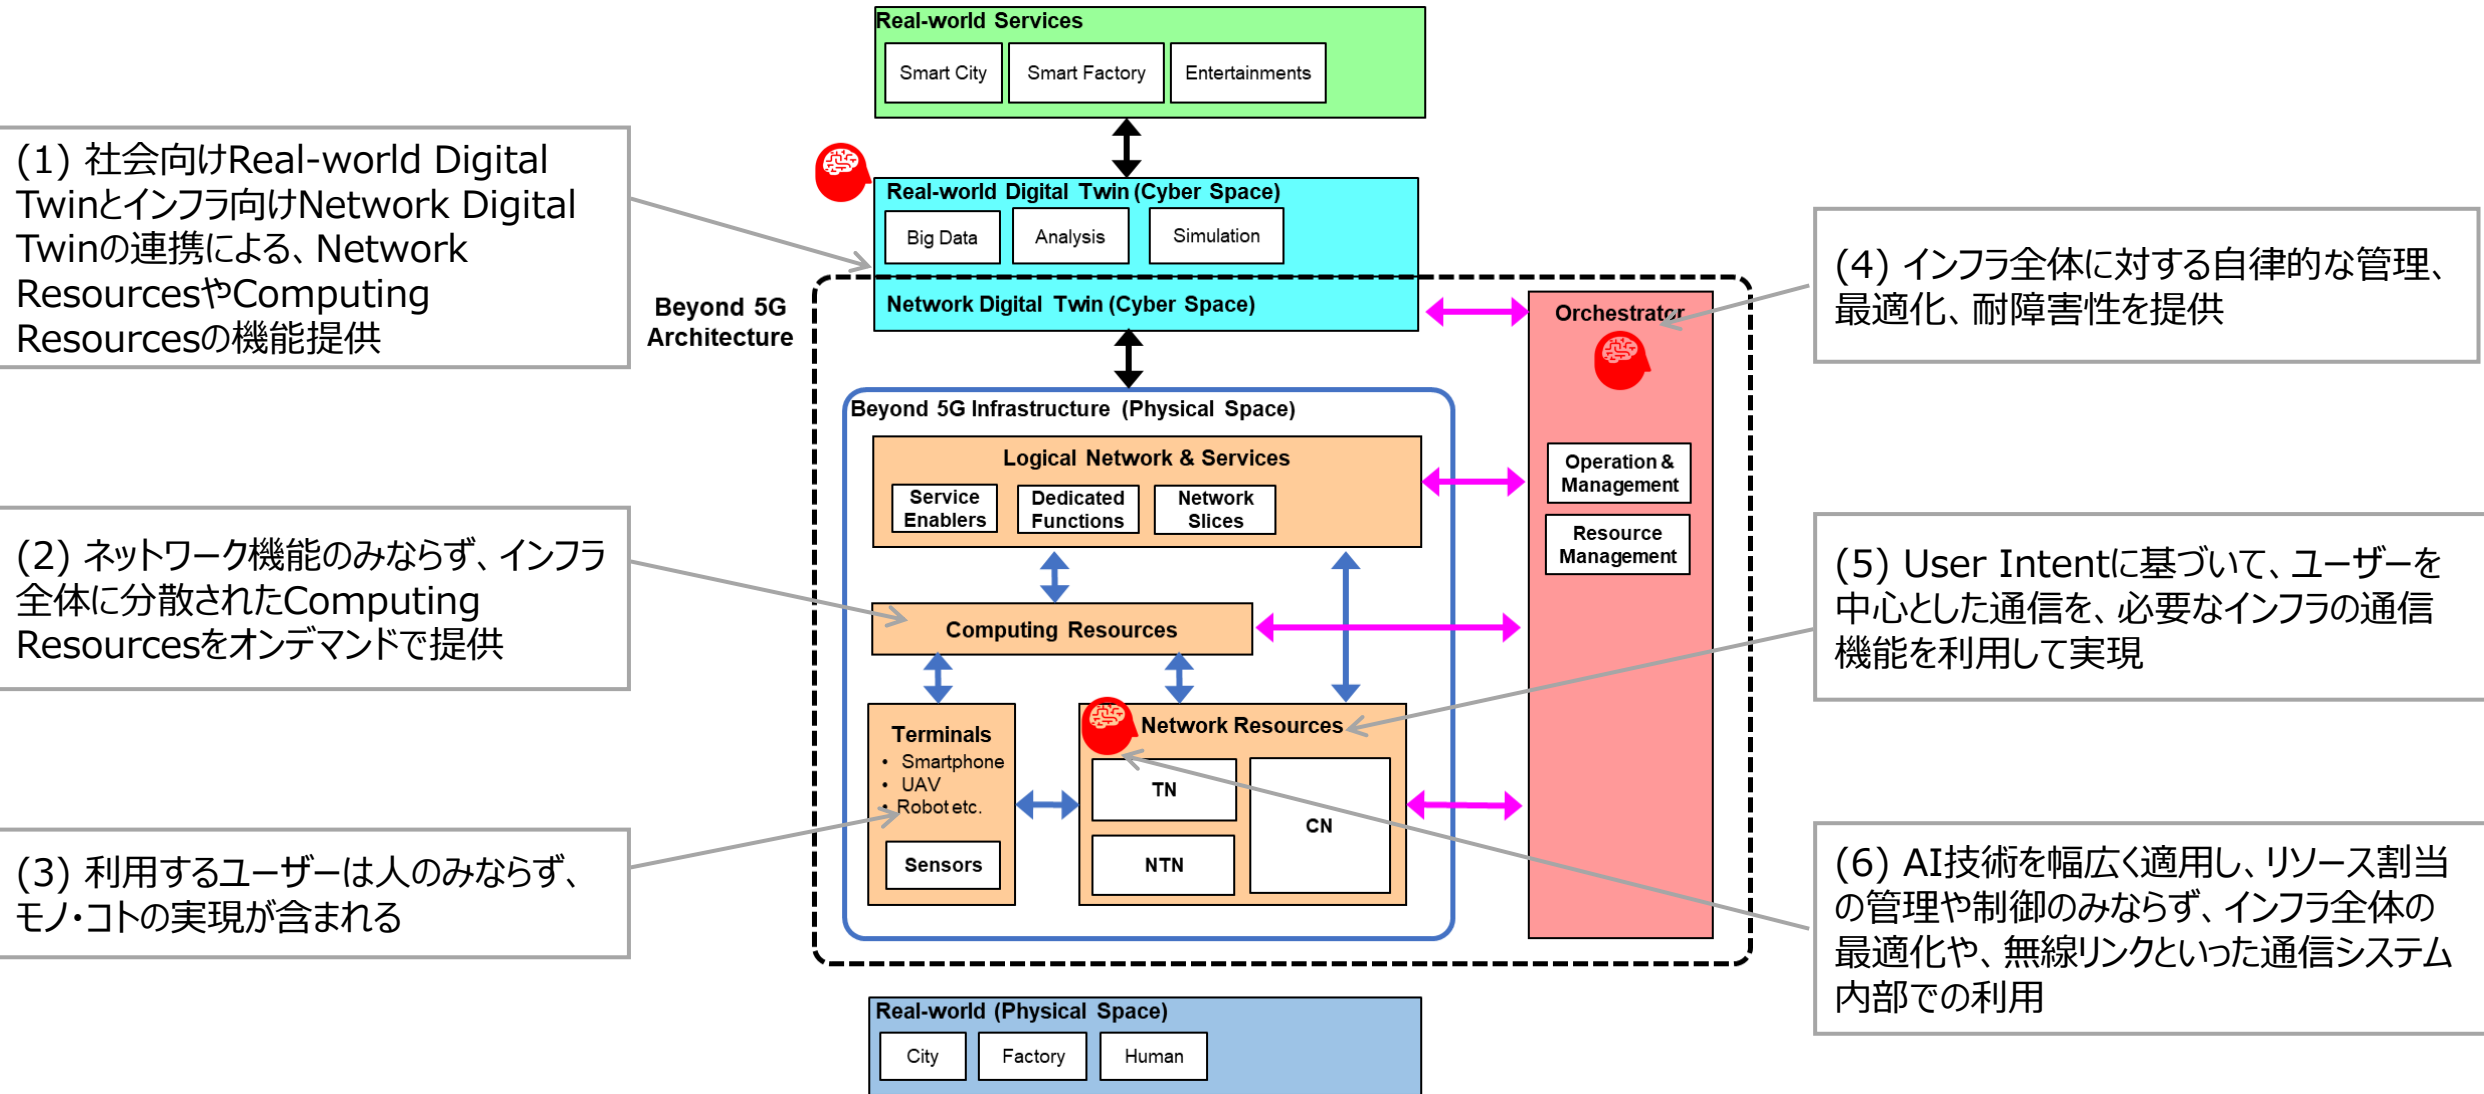 Real-world Services
Smart City
Smart Factory
Entertainments
(1) 社会向けReal-world Digital
Twinとインフラ向けNetwork Digital
Twinの連携による、Network
ResourcesやComputing
Resourcesの機能提供
Real-world Digital Twin (Cyber Space)
Big Data
Analysis
Simulation
Beyond 5G
Architecture
Network Digital Twin (Cyber Space)
Orchestrator
(4) インフラ全体に対する自律的な管理、
最適化、耐障害性を提供
Beyond 5G Infrastructure (Physical Space)
Logical Network & Services
Service
Enablers
Dedicated
Functions
Network
Slices
Operation &
Management
Resource
Management
(2) ネットワーク機能のみならず、インフラ
全体に分散されたComputing
Resourcesをオンデマンドで提供
Computing Resources
(5) User Intentに基づいて、ユーザーを
中心とした通信を、必要なインフラの通信
機能を利用して実現
Terminals
• Smartphone
• UAV
• Robot etc.
Sensors
Network Resources
TN
NTN
CN
(3) 利用するユーザーは人のみならず、
モノ・コトの実現が含まれる
(6) AI技術を幅広く適用し、リソース割当
の管理や制御のみならず、インフラ全体の
最適化や、無線リンクといった通信システム
内部での利用
Real-world (Physical Space)
City
Factory
Human